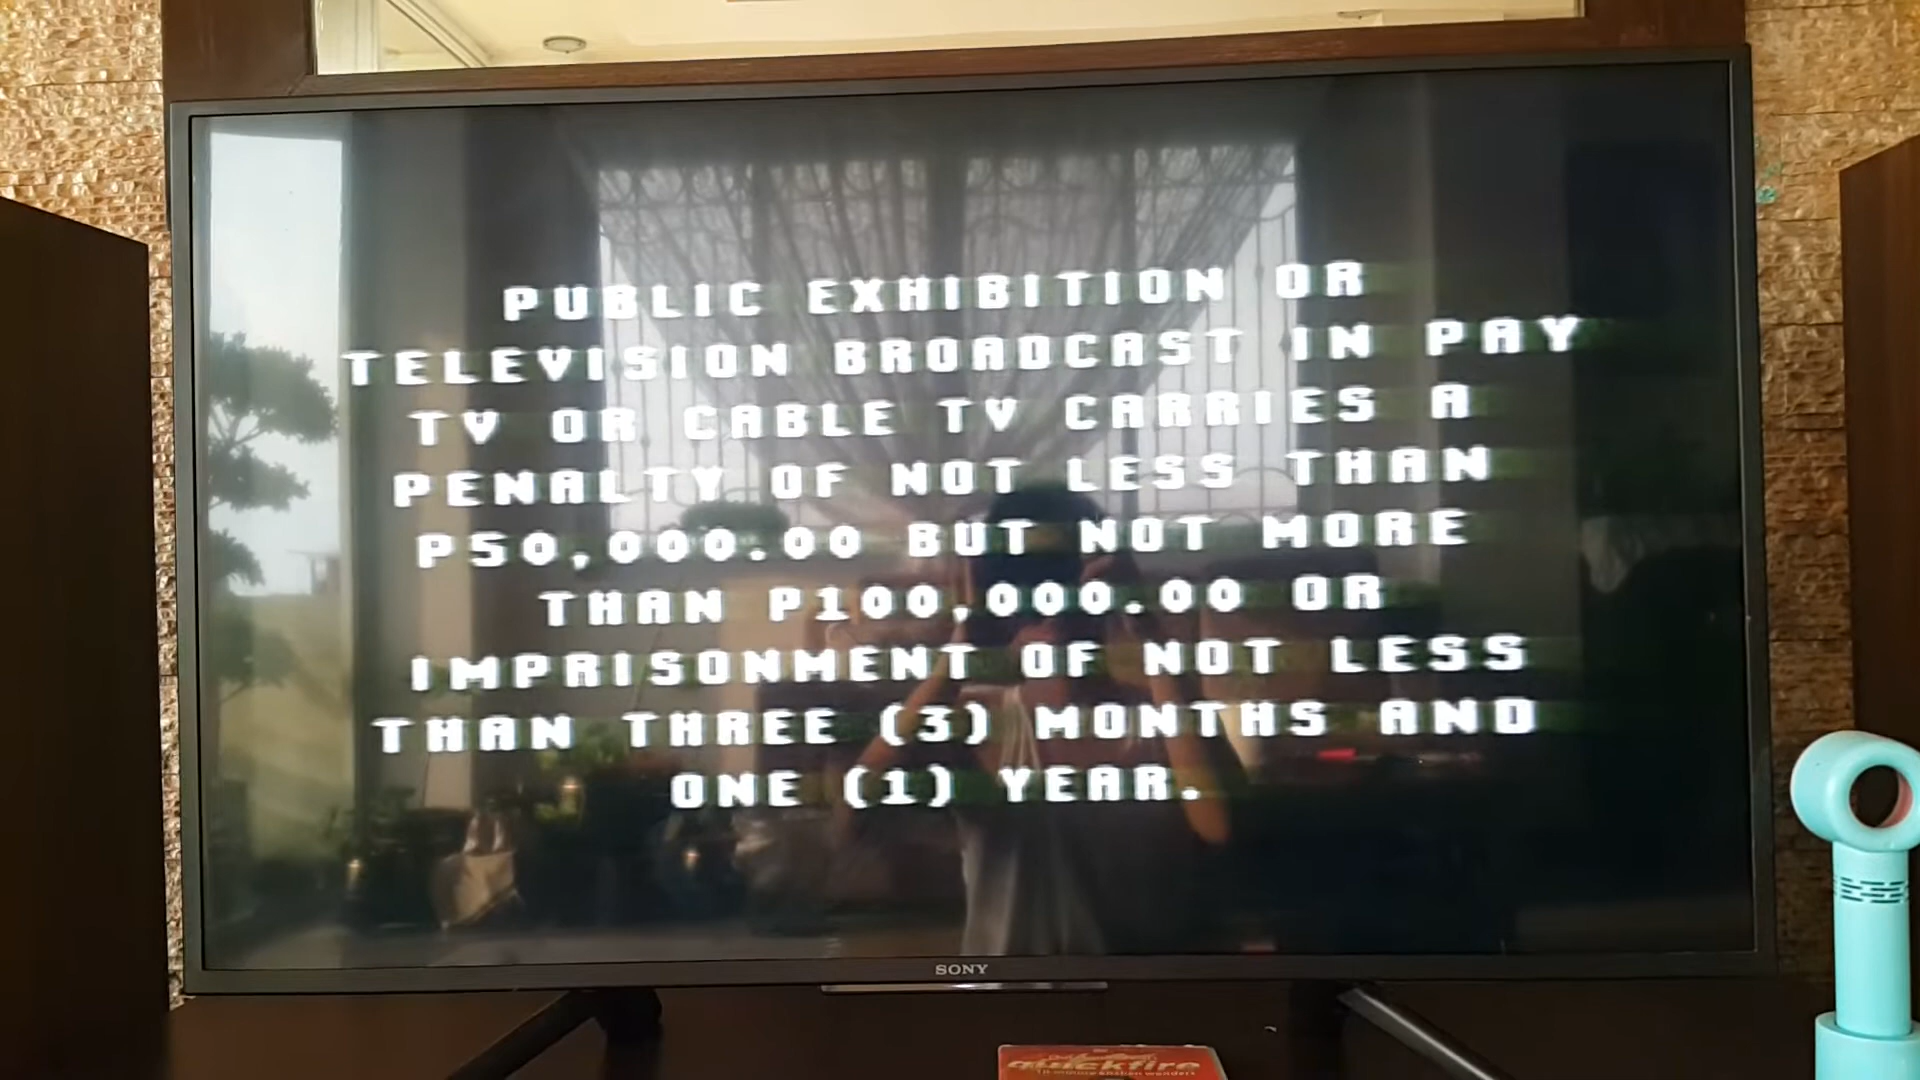 PUBLIC EXHIBITION OR
TELEVISION BROADCAST IN PAY
TV OR CABLE TV CARRIES A
PENALTY OF NOT LESS THAN
P50,000.00 BUT NOT MORE
THAN P100,000.00 OR
IMPRISONMENT OF NOT LESS
THAN THREE (3) MONTHS AND
ONE (1) YEAR.
SONY
quickfire